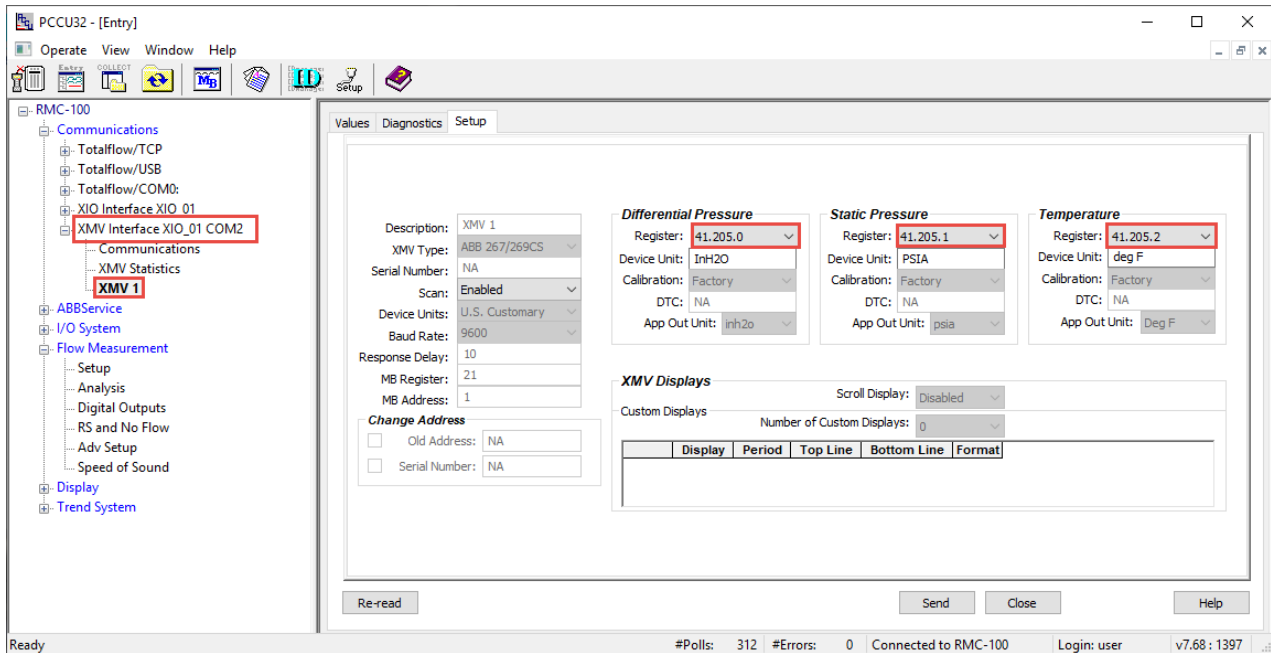 PCCU32 - [Entry]
Operate View Window Help
Entry COLLECT MB ID Setup
RMC-100
Communications
Totalflow/TCP
Totalflow/USB
Totalflow/COM0:
XIO Interface XIO_01
XMV Interface XIO_01 COM2
Communications
XMV Statistics
XMV 1
ABBService
I/O System
Flow Measurement
Setup
Analysis
Digital Outputs
RS and No Flow
Adv Setup
Speed of Sound
Display
Trend System
Values Diagnostics Setup
Description: XMV 1
XMV Type: ABB 267/269CS
Serial Number: NA
Scan: Enabled
Device Units: U.S. Customary
Baud Rate: 9600
Response Delay: 10
MB Register: 21
MB Address: 1
Change Address
Old Address: NA
Serial Number: NA
Differential Pressure
Register: 41.205.0
Device Unit: InH2O
Calibration: Factory
DTC: NA
App Out Unit: inh2o
Static Pressure
Register: 41.205.1
Device Unit: PSIA
Calibration: Factory
DTC: NA
App Out Unit: psia
Temperature
Register: 41.205.2
Device Unit: deg F
Calibration: Factory
DTC: NA
App Out Unit: Deg F
XMV Displays
Scroll Display: Disabled
Custom Displays
Number of Custom Displays: 0
Display Period Top Line Bottom Line Format
Re-read Send Close Help
Ready #Polls: 312 #Errors: 0 Connected to RMC-100 Login: user v7.68 : 1397